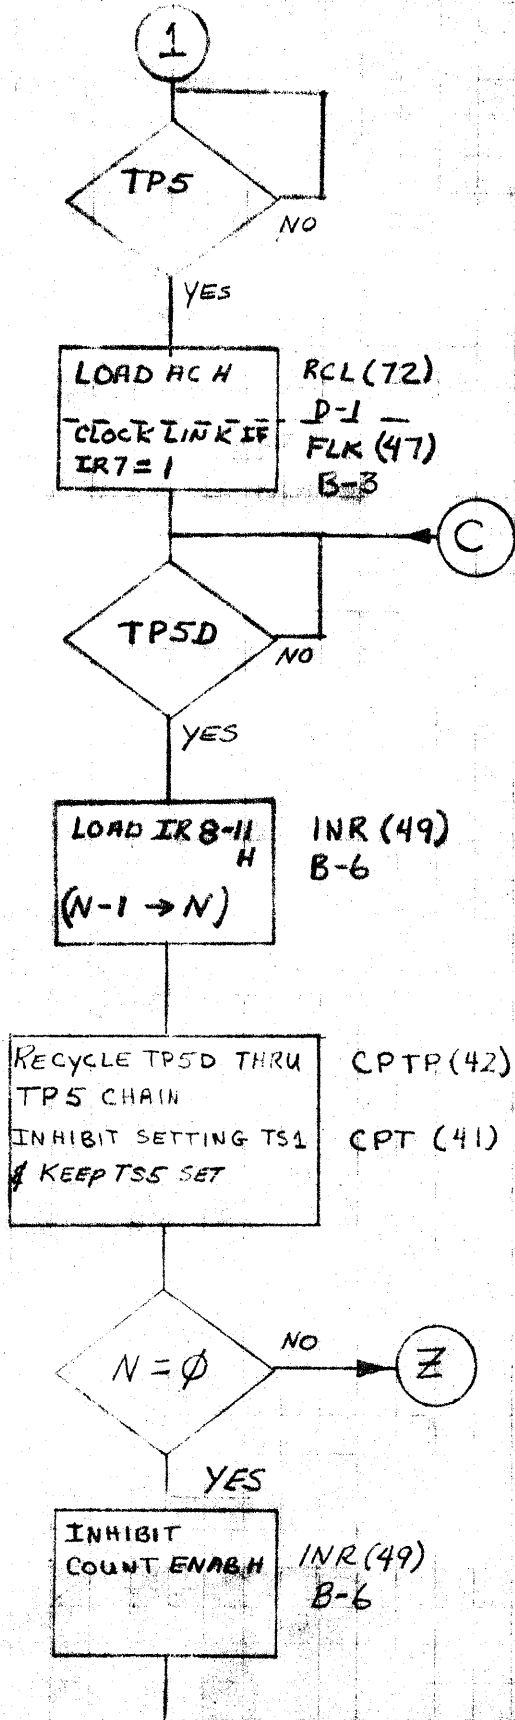 1
TP5
NO
YES
LOAD AC H
RCL (72)
D-1
CLOCK LINK IF
FLK (47)
IR7 = 1
B-3
C
TP5D
NO
YES
LOAD IR 8-11
H
INR (49)
B-6
(N-1 → N)
RECYCLE TP5D THRU
CPTP (42)
TP5 CHAIN
INHIBIT SETTING TS1
CPT (41)
& KEEP TS5 SET
N = Ø
NO
Z
YES
INHIBIT
COUNT ENAB H
INR (49)
B-6